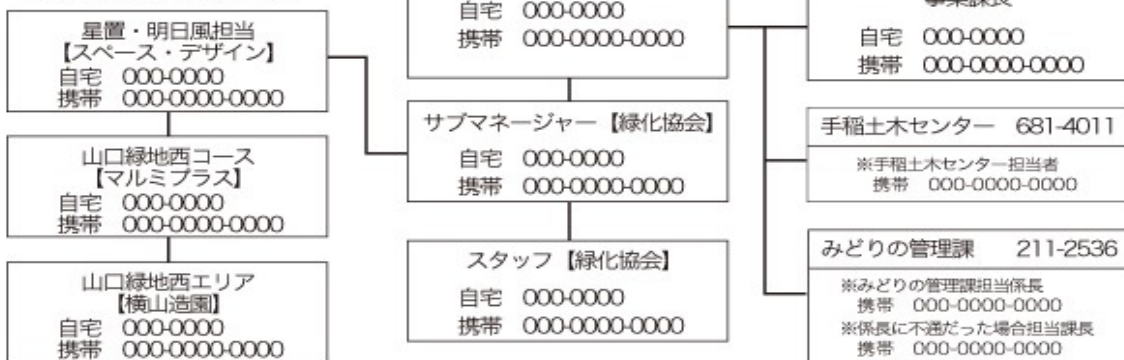 星置・明日風担当
【スペース・デザイン】
自宅 000-0000
携帯 000-0000-0000
山口緑地西コース
【マルミプラス】
自宅 000-0000
携帯 000-0000-0000
山口緑地西エリア
【横山造園】
自宅 000-0000
携帯 000-0000-0000
自宅 000-0000
携帯 000-0000-0000
サブマネージャー【緑化協会】
自宅 000-0000
携帯 000-0000-0000
スタッフ【緑化協会】
自宅 000-0000
携帯 000-0000-0000
事業課長
自宅 000-0000
携帯 000-0000-0000
手稲土木センター 681-4011
※手稲土木センター担当者
携帯 000-0000-0000
みどりの管理課 211-2536
※みどりの管理課担当係長
携帯 000-0000-0000
※係長に不通だった場合担当課長
携帯 000-0000-0000